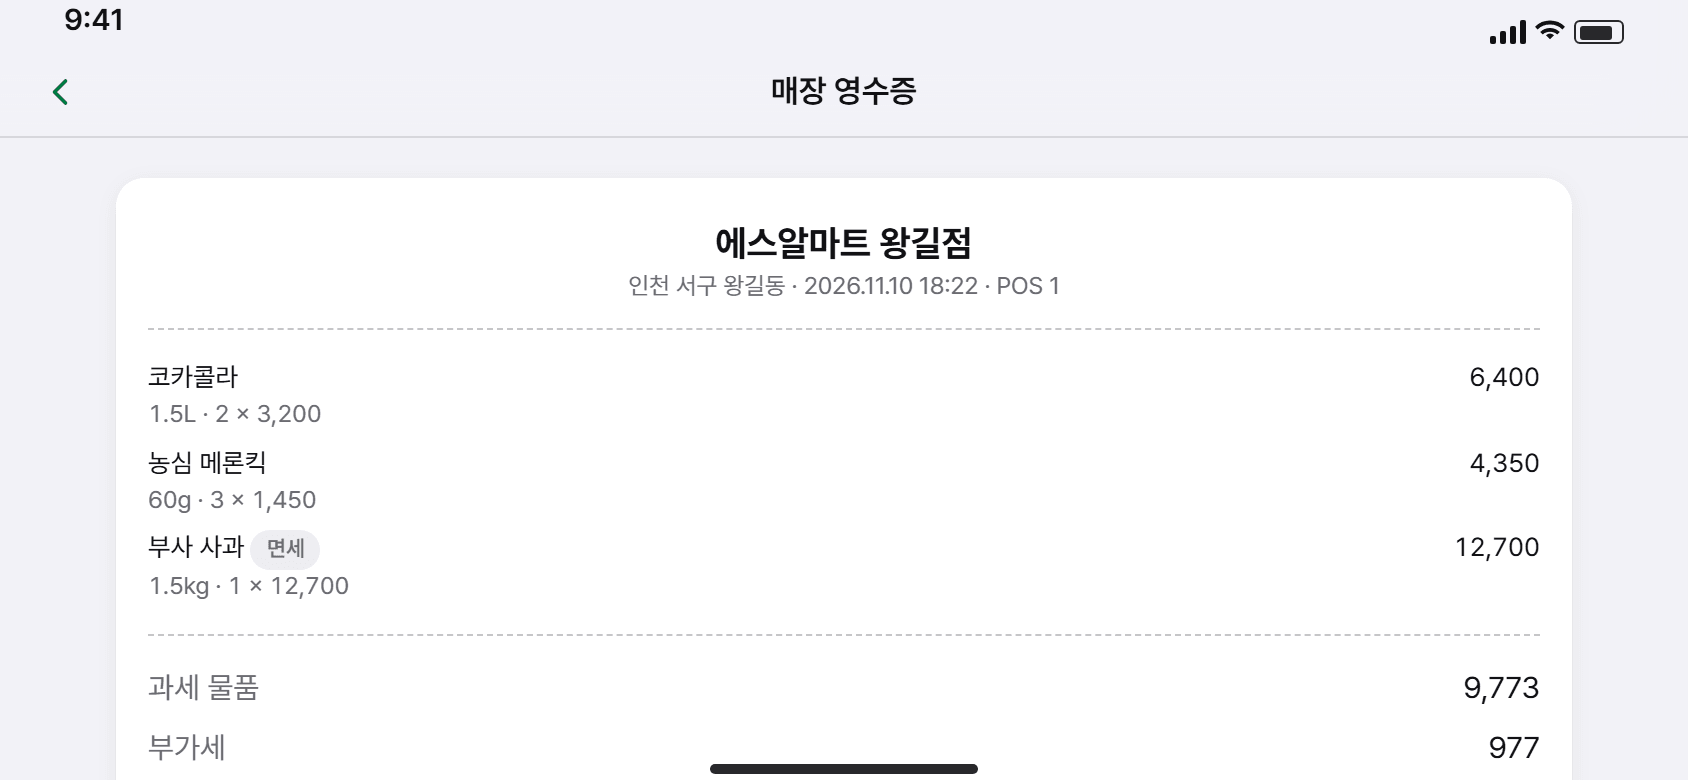 9:41
매장 영수증
에스알마트 왕길점
인천 서구 왕길동 · 2026.11.10 18:22 · POS 1
코카콜라 6,400
1.5L · 2 × 3,200
농심 메론킥 4,350
60g · 3 × 1,450
부사 사과 면세 12,700
1.5kg · 1 × 12,700
과세 물품 9,773
부가세 977